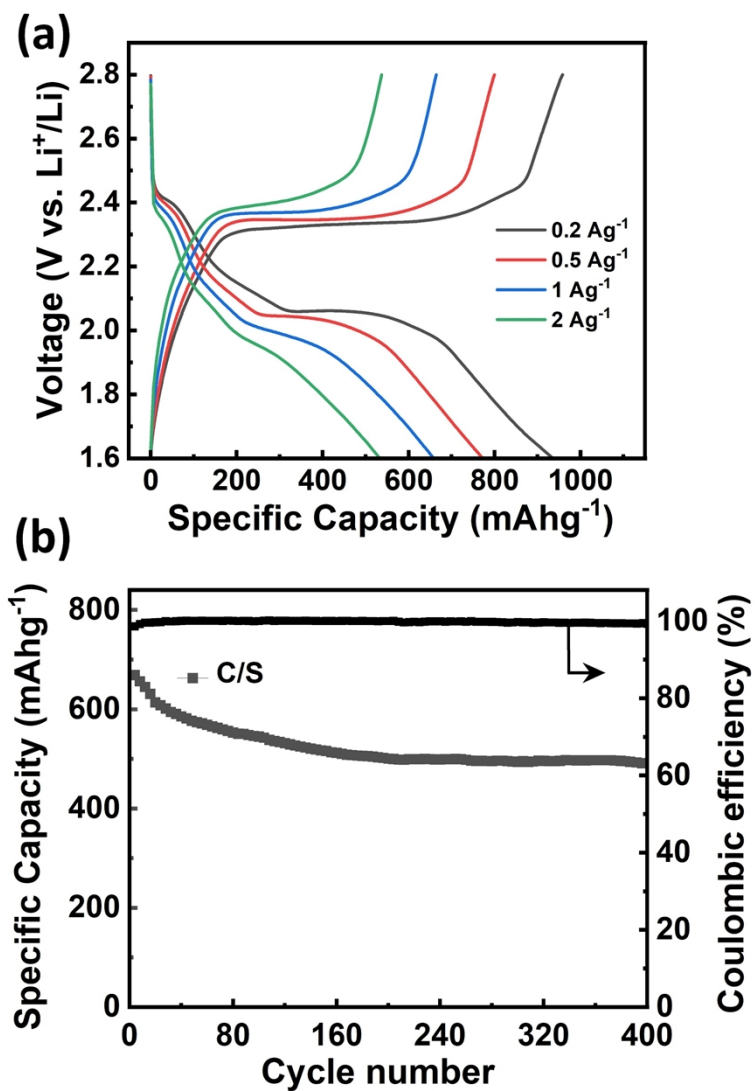 (a)
Voltage (V vs. Li⁺/Li)
2.8
2.6
2.4
2.2
2.0
1.8
1.6
0.2 Ag⁻¹
0.5 Ag⁻¹
1 Ag⁻¹
2 Ag⁻¹
0 200 400 600 800 1000
Specific Capacity (mAhg⁻¹)
(b)
Specific Capacity (mAhg⁻¹)
800
600
400
200
0
C/S
100
80
60
40
20
0
Coulombic efficiency (%)
0 80 160 240 320 400
Cycle number